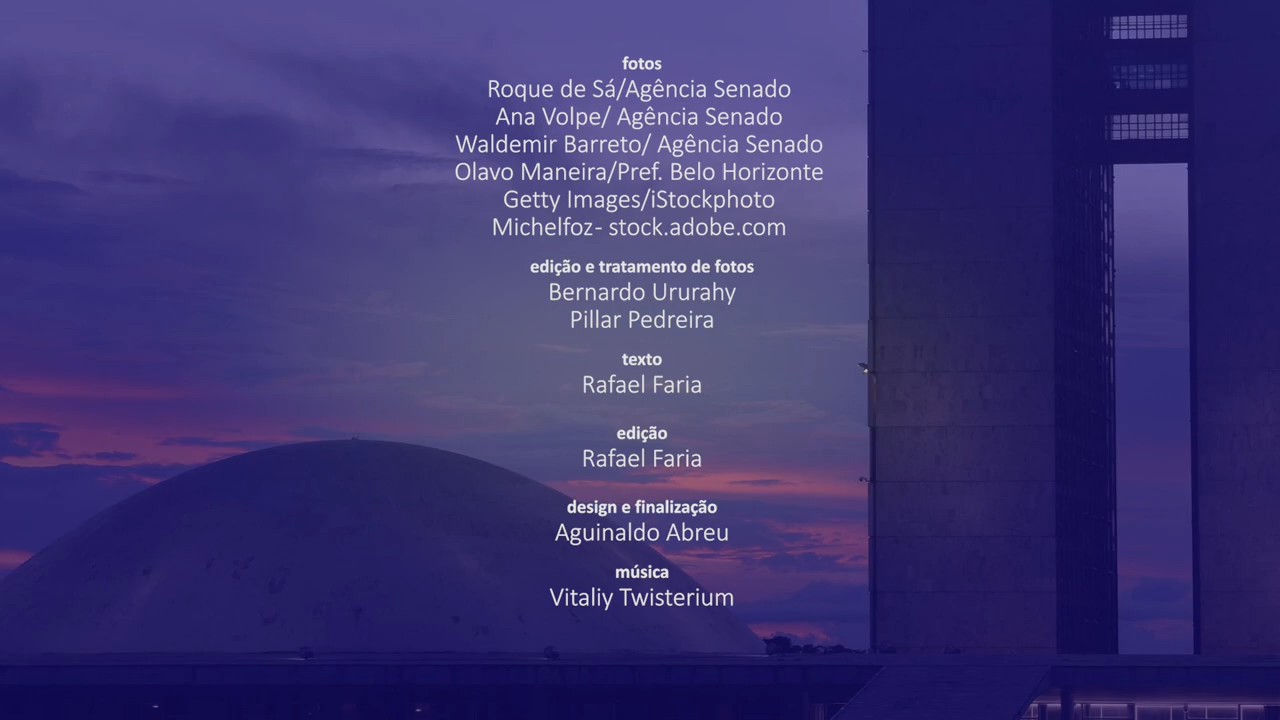 fotos
Roque de Sá/Agência Senado
Ana Volpe/ Agência Senado
Waldemir Barreto/ Agência Senado
Olavo Maneira/Pref. Belo Horizonte
Getty Images/iStockphoto
Michelfoz- stock.adobe.com
edição e tratamento de fotos
Bernardo Ururahy
Pillar Pedreira
texto
Rafael Faria
edição
Rafael Faria
design e finalização
Aguinaldo Abreu
música
Vitaliy Twisterium